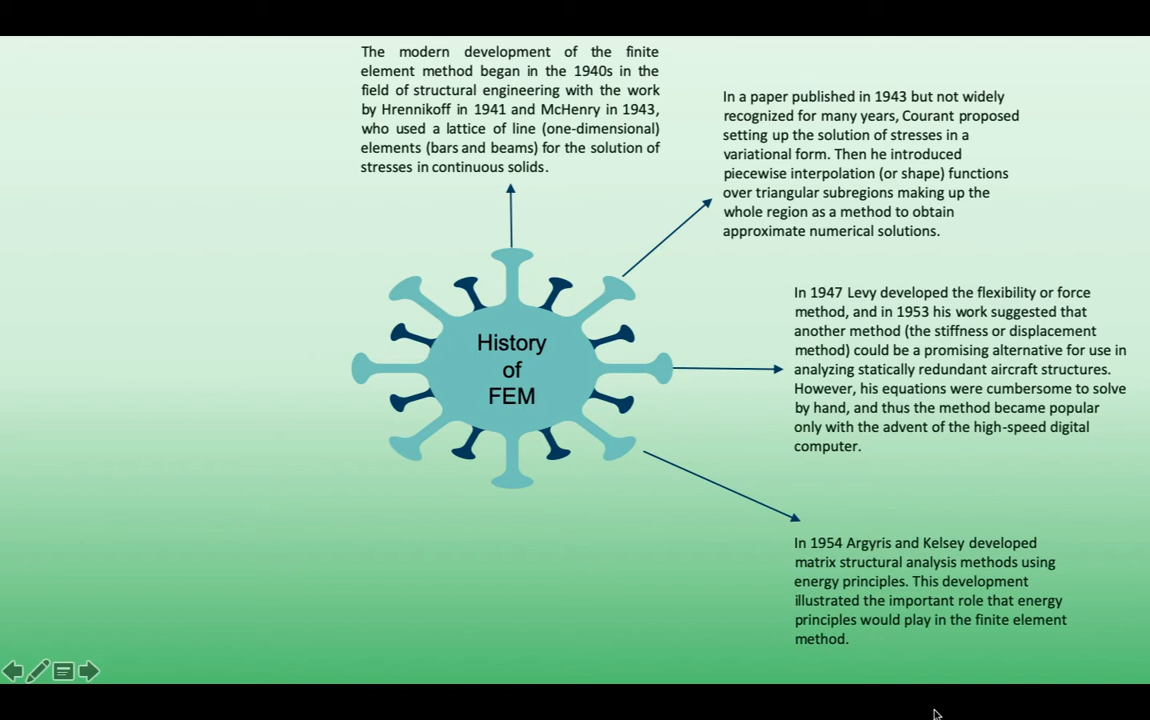 The modern development of the finite
element method began in the 1940s in the
field of structural engineering with the work
by Hrennikoff in 1941 and McHenry in 1943,
who used a lattice of line (one-dimensional)
elements (bars and beams) for the solution of
stresses in continuous solids.
In a paper published in 1943 but not widely
recognized for many years, Courant proposed
setting up the solution of stresses in a
variational form. Then he introduced
piecewise interpolation (or shape) functions
over triangular subregions making up the
whole region as a method to obtain
approximate numerical solutions.
History
of
FEM
In 1947 Levy developed the flexibility or force
method, and in 1953 his work suggested that
another method (the stiffness or displacement
method) could be a promising alternative for use in
analyzing statically redundant aircraft structures.
However, his equations were cumbersome to solve
by hand, and thus the method became popular
only with the advent of the high-speed digital
computer.
In 1954 Argyris and Kelsey developed
matrix structural analysis methods using
energy principles. This development
illustrated the important role that energy
principles would play in the finite element
method.